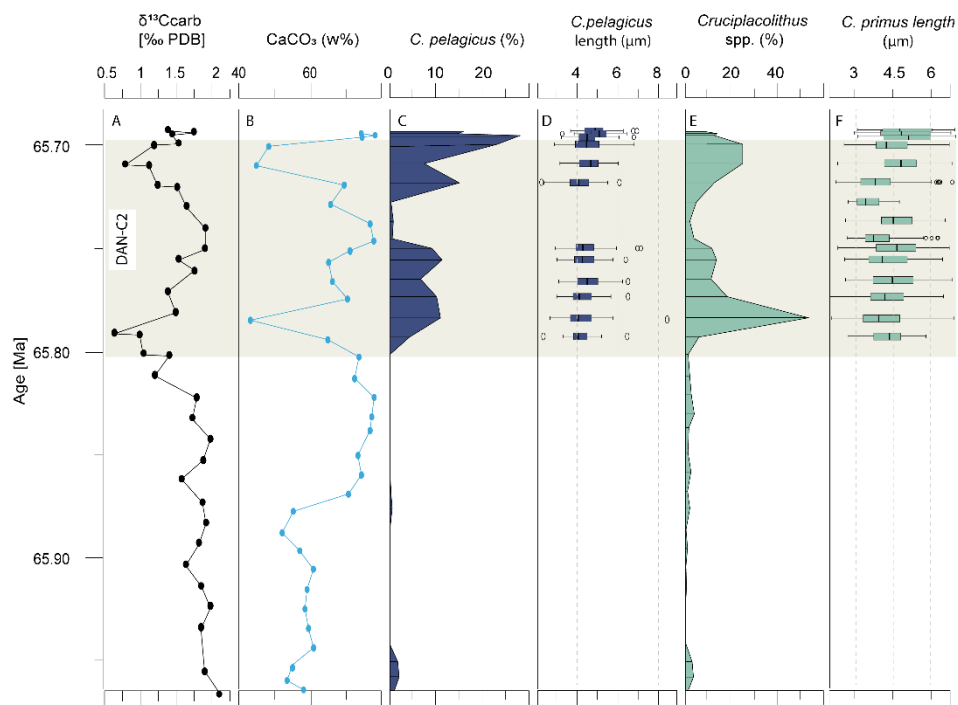 δ¹³Ccarb
[‰ PDB]
CaCO₃ (w%)
C. pelagicus (%)
C.pelagicus
length (µm)
Cruciplacolithus
spp. (%)
C. primus length
(µm)
0.5 1 1.5 1.5 2
40 60
0 10 20
4 6 8
0 20 40
3 4.5 6
A B C D E F
65.70
DAN-C2
65.80
Age [Ma]
65.90